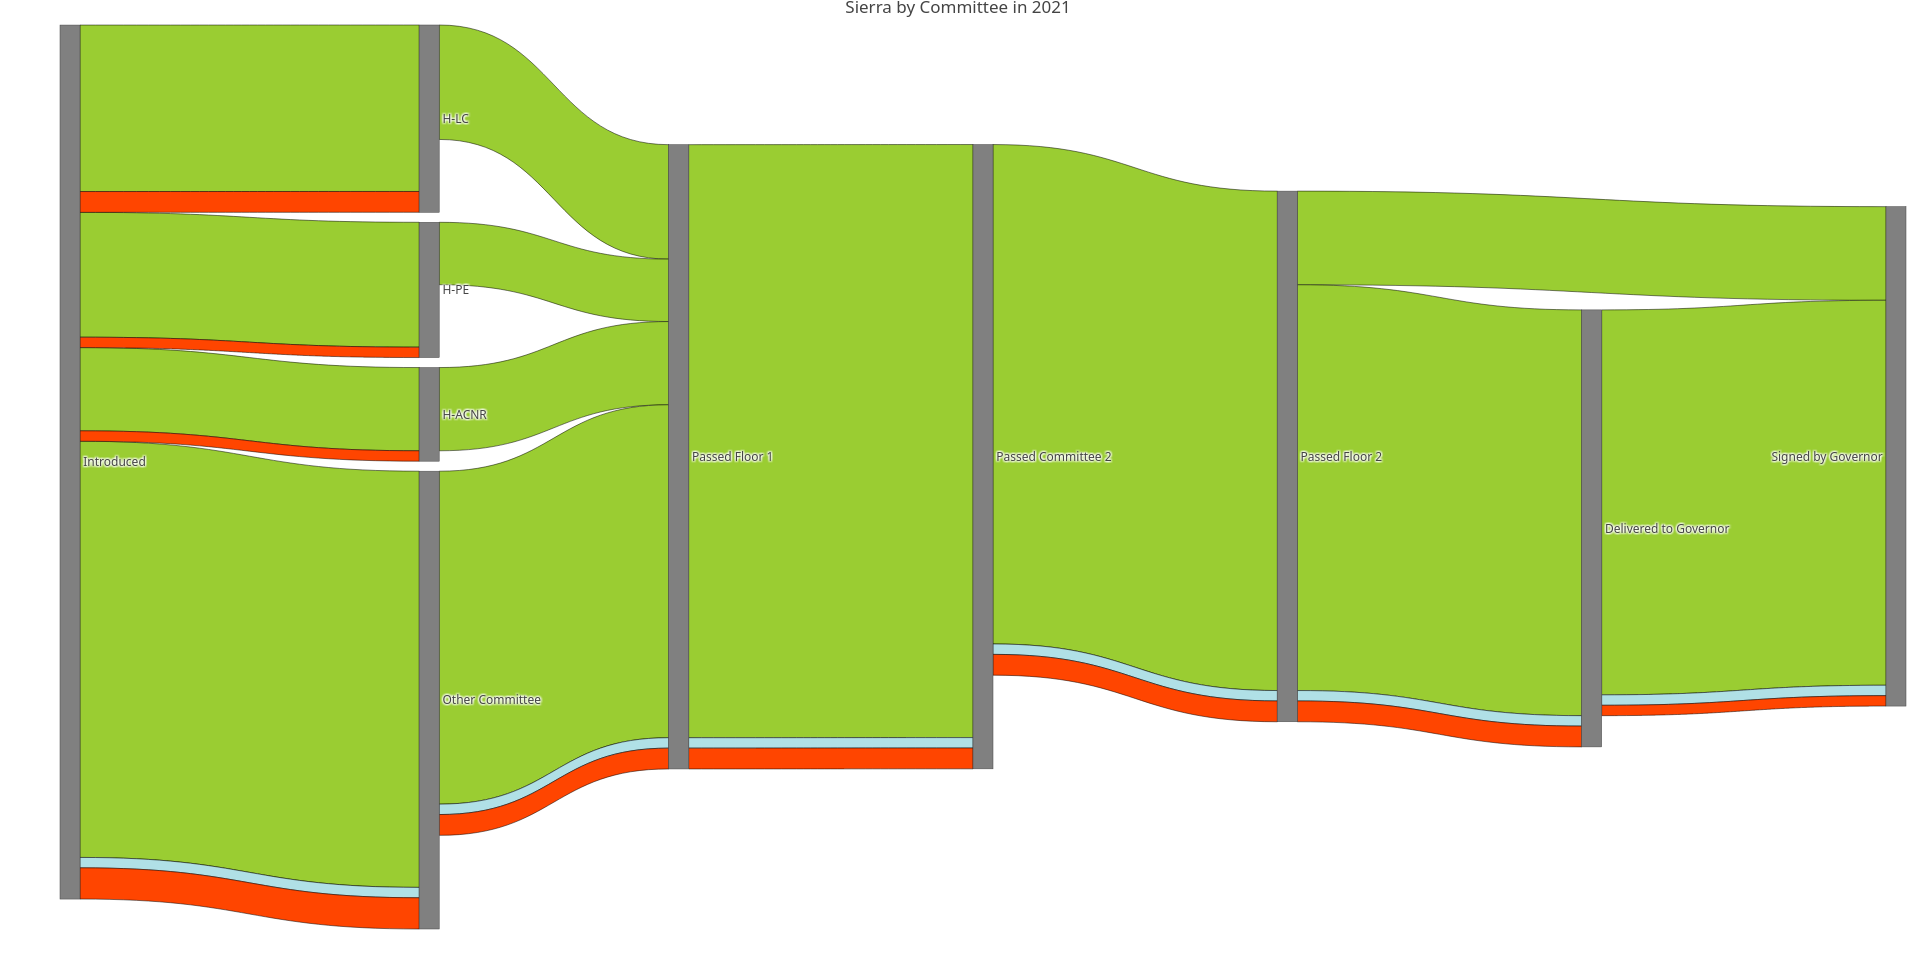 Sierra by Committee in 2021
H-LC
H-PE
H-ACNR
Introduced
Passed Floor 1
Passed Committee 2
Passed Floor 2
Signed by Governor
Delivered to Governor
Other Committee